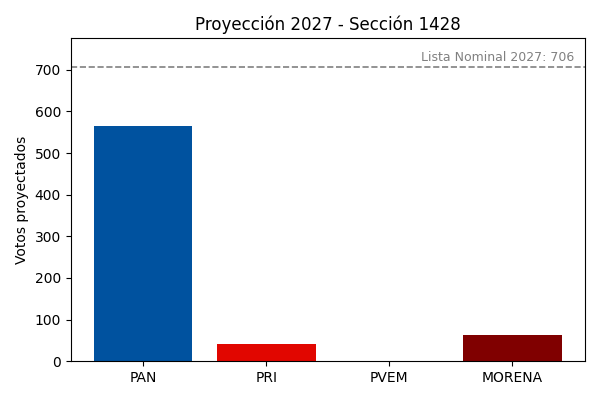 Proyección 2027 - Sección 1428
Lista Nominal 2027: 706
Votos proyectados
700
600
500
400
300
200
100
0
PAN
PRI
PVEM
MORENA